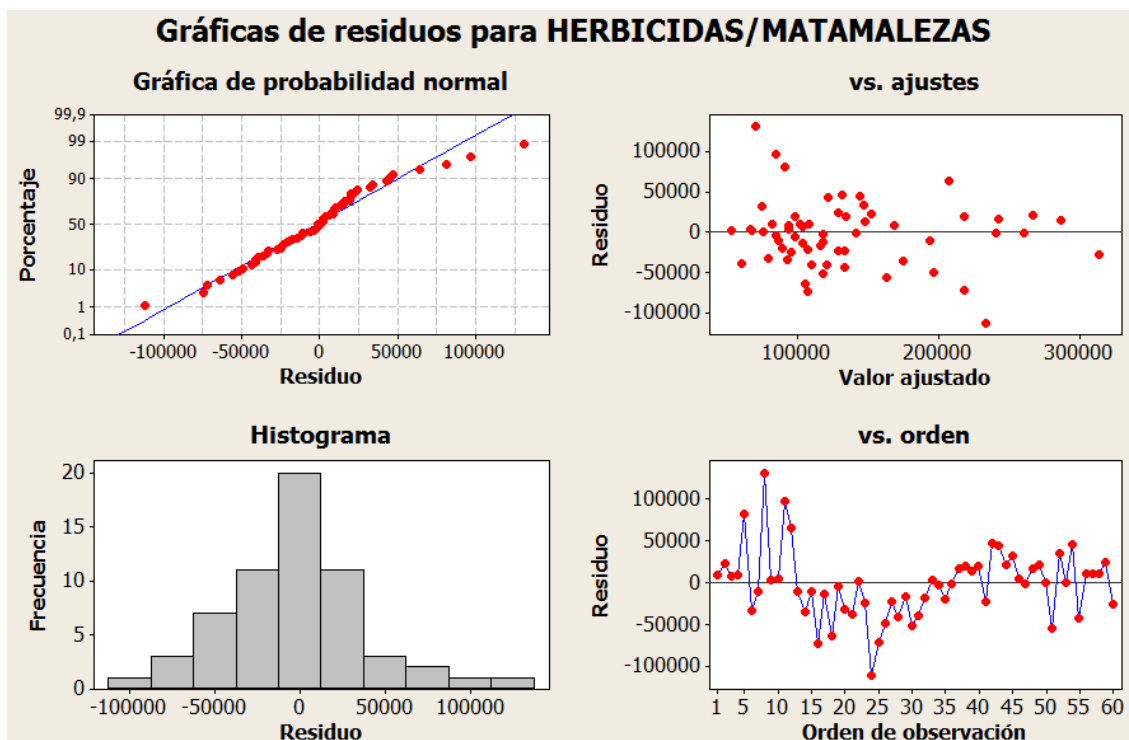 Gráficas de residuos para HERBICIDAS/MATAMALEZAS
Gráfica de probabilidad normal
99,9
99
90
50
10
1
0,1
Porcentaje
-100000 -50000 0 50000 100000
Residuo
vs. ajustes
100000
50000
0
-50000
-100000
Residuo
100000 200000 300000
Valor ajustado
Histograma
20
15
10
5
0
Frecuencia
-100000 -50000 0 50000 100000
Residuo
vs. orden
100000
50000
0
-50000
-100000
Residuo
1 5 10 15 20 25 30 35 40 45 50 55 60
Orden de observación